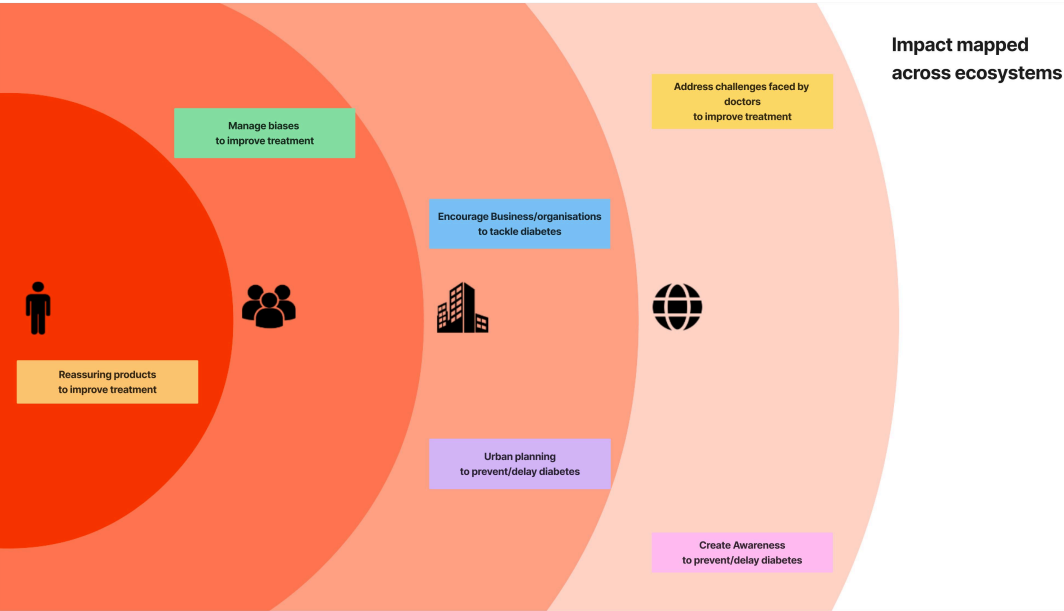 Impact mapped
across ecosystems
Address challenges faced by
doctors
to improve treatment
Manage biases
to improve treatment
Encourage Business/organisations
to tackle diabetes
Reassuring products
to improve treatment
Urban planning
to prevent/delay diabetes
Create Awareness
to prevent/delay diabetes